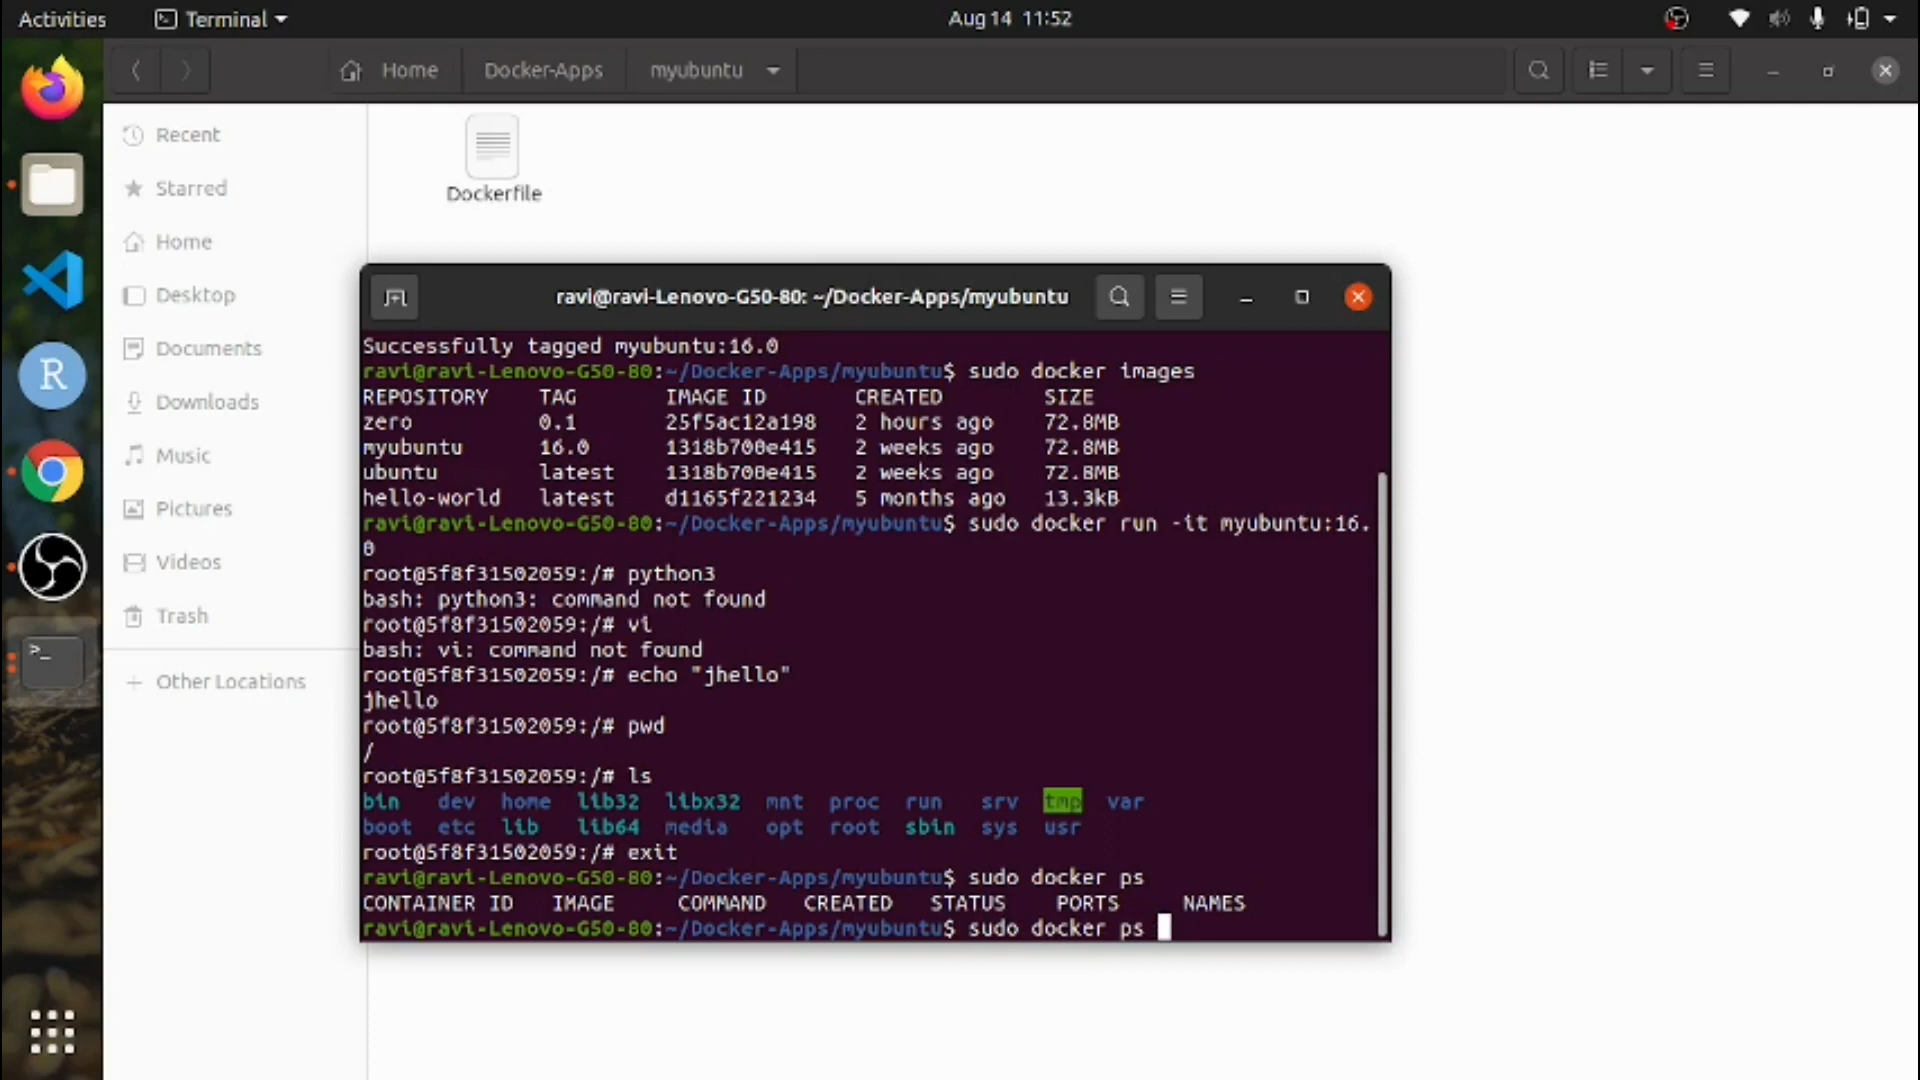 Activities Terminal Aug 14 11:52
Home Docker-Apps myubuntu
Recent
Starred
Home
Desktop
Documents
Downloads
Music
Pictures
Videos
Trash
Other Locations
Dockerfile
R
ravi@ravi-Lenovo-G50-80: ~/Docker-Apps/myubuntu
Successfully tagged myubuntu:16.0
ravi@ravi-Lenovo-G50-80:~/Docker-Apps/myubuntu$ sudo docker images
REPOSITORY TAG IMAGE ID CREATED SIZE
zero 0.1 25f5ac12a198 2 hours ago 72.8MB
myubuntu 16.0 1318b700e415 2 weeks ago 72.8MB
ubuntu latest 1318b700e415 2 weeks ago 72.8MB
hello-world latest d1165f221234 5 months ago 13.3kB
ravi@ravi-Lenovo-G50-80:~/Docker-Apps/myubuntu$ sudo docker run -it myubuntu:16.
0
root@5f8f31502059:/# python3
bash: python3: command not found
root@5f8f31502059:/# vi
bash: vi: command not found
root@5f8f31502059:/# echo "jhello"
jhello
root@5f8f31502059:/# pwd
/
root@5f8f31502059:/# ls
bin dev home lib32 libx32 mnt proc run srv tmp var
boot etc lib lib64 media opt root sbin sys usr
root@5f8f31502059:/# exit
ravi@ravi-Lenovo-G50-80:~/Docker-Apps/myubuntu$ sudo docker ps
CONTAINER ID IMAGE COMMAND CREATED STATUS PORTS NAMES
ravi@ravi-Lenovo-G50-80:~/Docker-Apps/myubuntu$ sudo docker ps